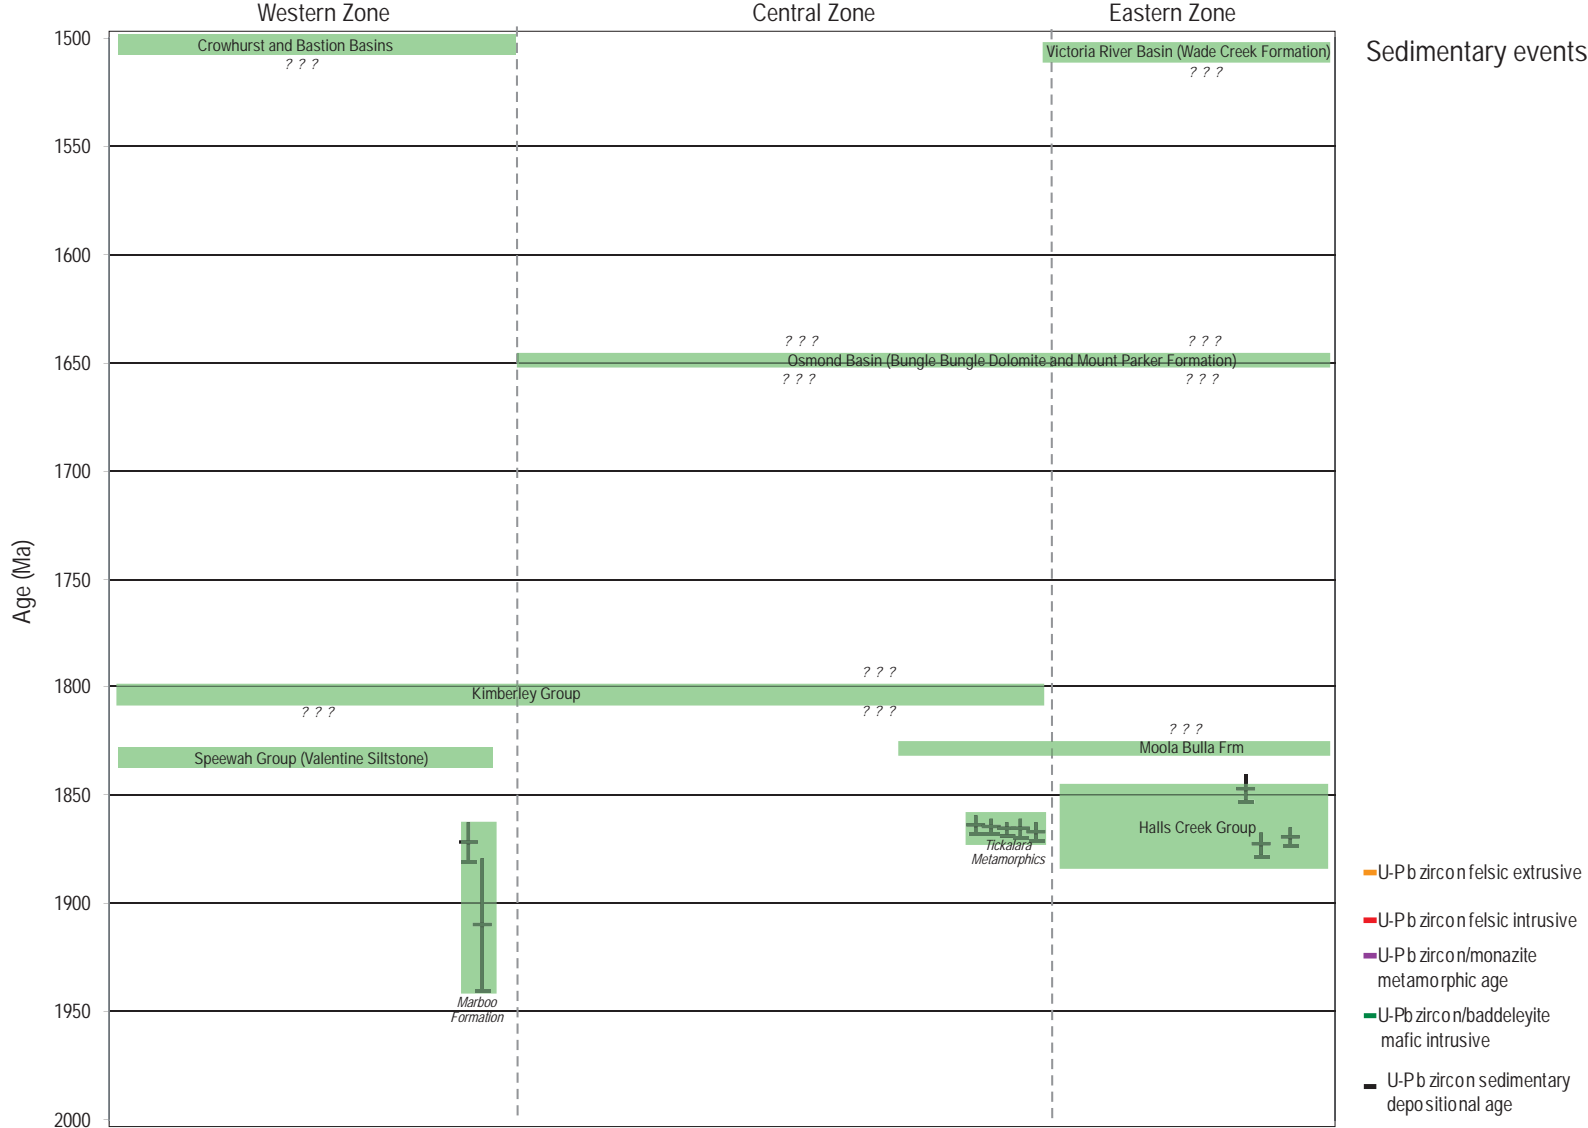 Western Zone
Central Zone
Eastern Zone
1500
Crowhurst and Bastion Basins
? ? ?
Victoria River Basin (Wade Creek Formation)
? ? ?
Sedimentary events
1550
1600
? ? ?
? ? ?
1650
Osmond Basin (Bungle Bungle Dolomite and Mount Parker Formation)
? ? ?
? ? ?
1700
Age (Ma)
1750
? ? ?
1800
Kimberley Group
? ? ?
? ? ?
? ? ?
Speewah Group (Valentine Siltstone)
Moola Bulla Frm
1850
Halls Creek Group
Tickalara
Metamorphics
1900
Marboo
Formation
1950
2000
U-Pb zircon felsic extrusive
U-Pb zircon felsic intrusive
U-Pb zircon/monazite
metamorphic age
U-Pb zircon/baddeleyite
mafic intrusive
U-Pb zircon sedimentary
depositional age